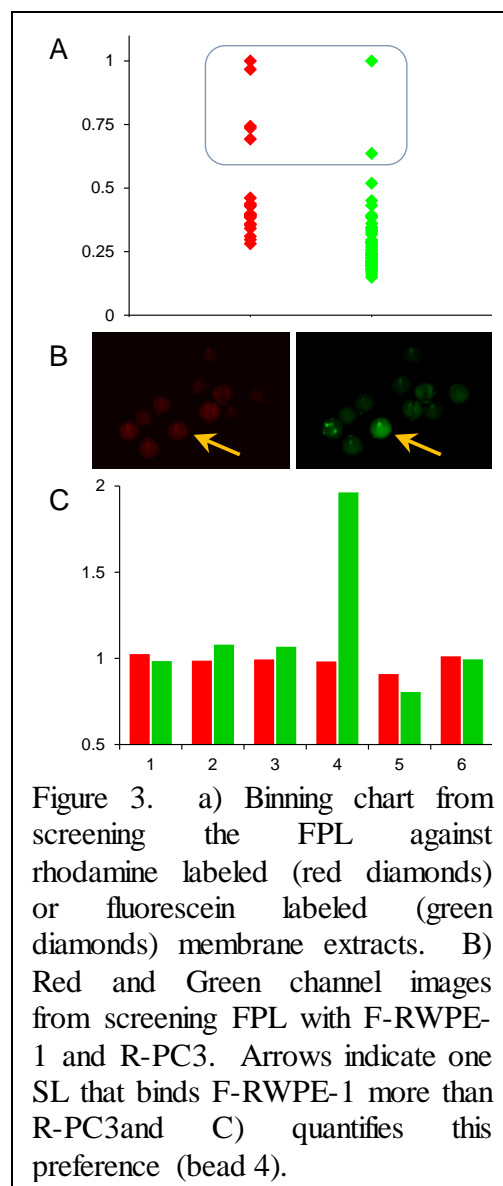 A
1
0.75
0.5
0.25
0
B
C
2
1.5
1
0.5
1 2 3 4 5 6
Figure 3. a) Binning chart from
screening the FPL against
rhodamine labeled (red diamonds)
or fluorescein labeled (green
diamonds) membrane extracts. B)
Red and Green channel images
from screening FPL with F-RWPE-
1 and R-PC3. Arrows indicate one
SL that binds F-RWPE-1 more than
R-PC3and C) quantifies this
preference (bead 4).